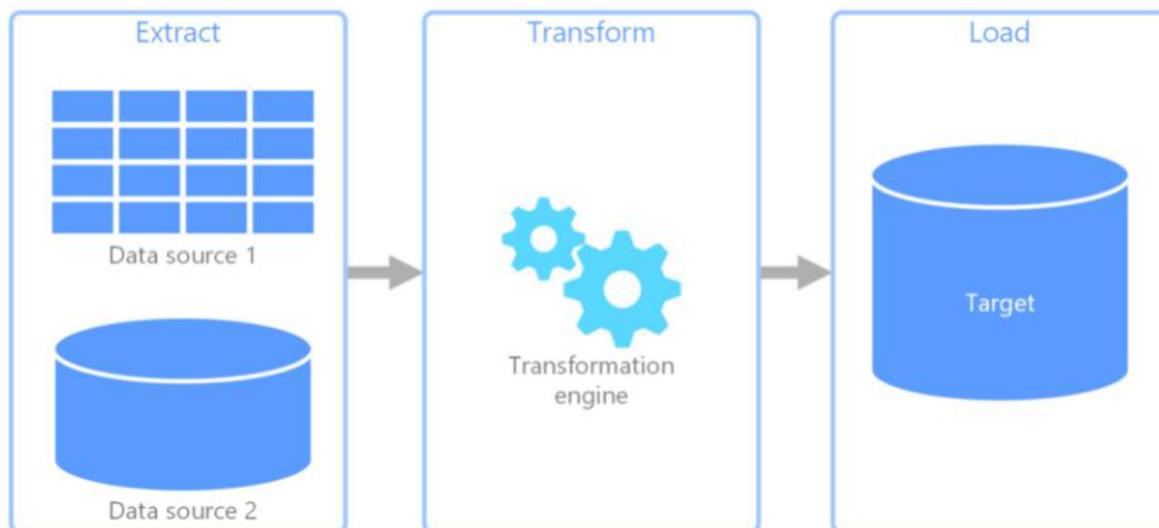 Extract
Data source 1
Data source 2
Transform
Transformation
engine
Load
Target